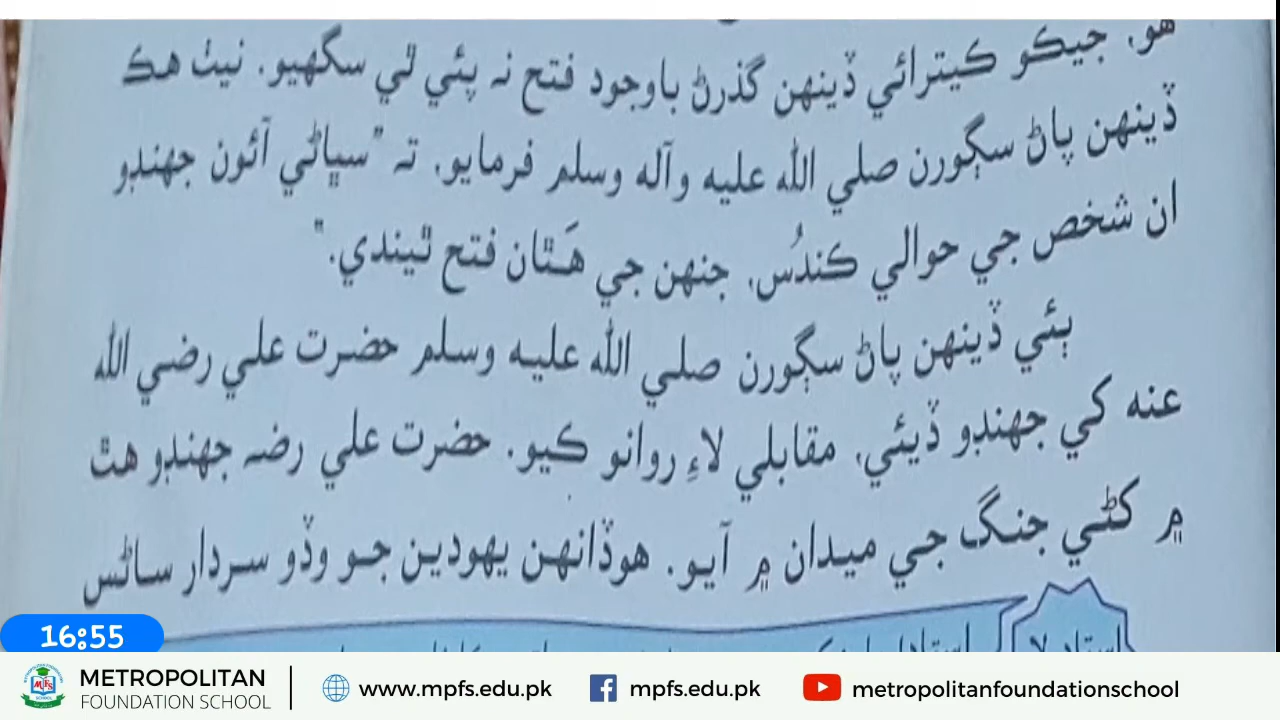 هو، جيڪو ڪيترائي ڏينهن گذرڻ باوجود فتح نہ پئي ٿي سگهيو. نيٺ هڪ
ڏينهن پاڻ سڳورن صلي الله عليه وآله وسلم فرمايو، تہ ”سڀاڻي آئون جهنڊو
ان شخص جي حوالي ڪندُس، جنهن جي هَٿان فتح ٿيندي.“
ٻئي ڏينهن پاڻ سڳورن صلي الله عليه وسلم حضرت علي رضي الله
عنه کي جهنڊو ڏيئي، مقابلي لاءِ روانو ڪيو. حضرت علي رضہ جهنڊو هٿ
۾ کڻي جنگ جي ميدان ۾ آيو. هوڏانهن يهودين جو وڏو سردار ساڻس
16:55
METROPOLITAN
FOUNDATION SCHOOL
www.mpfs.edu.pk
mpfs.edu.pk
metropolitanfoundationschool